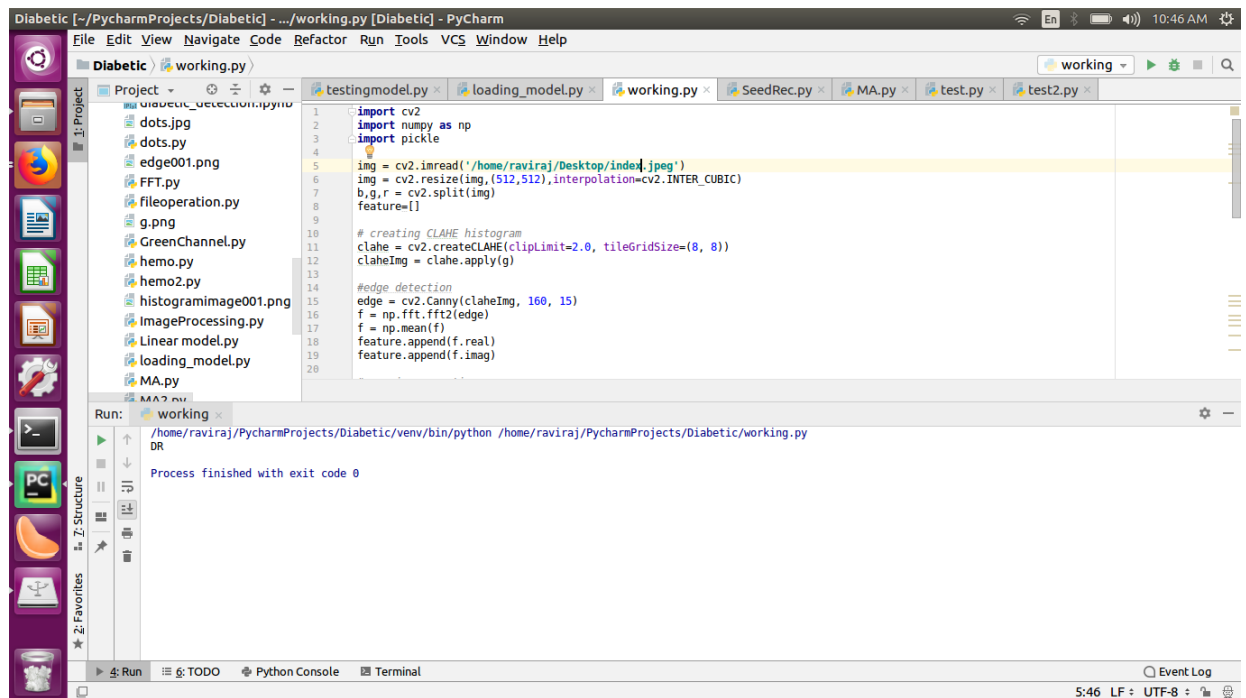 Diabetic [~/PycharmProjects/Diabetic] - .../working.py [Diabetic] - PyCharm
En
10:46 AM
File Edit View Navigate Code Refactor Run Tools VCS Window Help
Diabetic working.py
working
1: Project
Project
testingmodel.py
loading_model.py
working.py
SeedRec.py
MA.py
test.py
test2.py
diabetic_detection.ipynb
dots.jpg
dots.py
edge001.png
FFT.py
fileoperation.py
g.png
GreenChannel.py
hemo.py
hemo2.py
histogramimage001.png
ImageProcessing.py
Linear model.py
loading_model.py
MA.py
MA2.py
1 import cv2
2 import numpy as np
3 import pickle
4
5 img = cv2.imread('/home/raviraj/Desktop/index.jpeg')
6 img = cv2.resize(img,(512,512),interpolation=cv2.INTER_CUBIC)
7 b,g,r = cv2.split(img)
8 feature=[]
9
10 # creating CLAHE histogram
11 clahe = cv2.createCLAHE(clipLimit=2.0, tileGridSize=(8, 8))
12 claheImg = clahe.apply(g)
13
14 #edge detection
15 edge = cv2.Canny(claheImg, 160, 15)
16 f = np.fft.fft2(edge)
17 f = np.mean(f)
18 feature.append(f.real)
19 feature.append(f.imag)
20
Run: working
/home/raviraj/PycharmProjects/Diabetic/venv/bin/python /home/raviraj/PycharmProjects/Diabetic/working.py
DR
Process finished with exit code 0
PC
7: Structure
2: Favorites
4: Run
6: TODO
Python Console
Terminal
Event Log
5:46 LF UTF-8